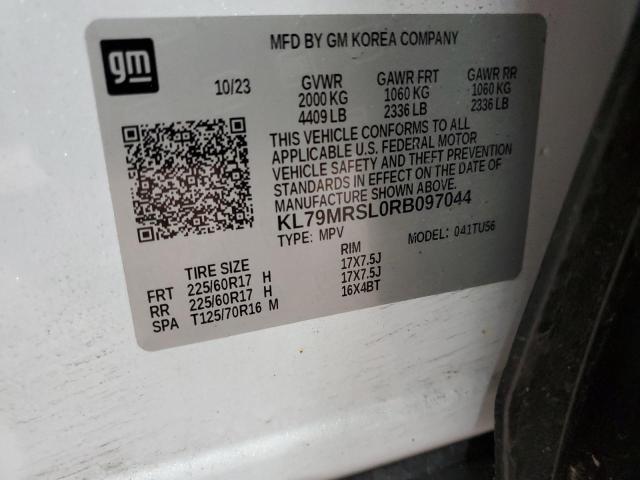 gm
MFD BY GM KOREA COMPANY
10/23 GVWR GAWR FRT GAWR RR
2000 KG 1060 KG 1060 KG
4409 LB 2336 LB 2336 LB
THIS VEHICLE CONFORMS TO ALL
APPLICABLE U.S. FEDERAL MOTOR
VEHICLE SAFETY AND THEFT PREVENTION
STANDARDS IN EFFECT ON THE DATE OF
MANUFACTURE SHOWN ABOVE.
KL79MRSL0RB097044
TYPE: MPV MODEL: 041TU56
TIRE SIZE RIM
FRT 225/60R17 H 17X7.5J
RR 225/60R17 H 17X7.5J
SPA T125/70R16 M 16X4BT